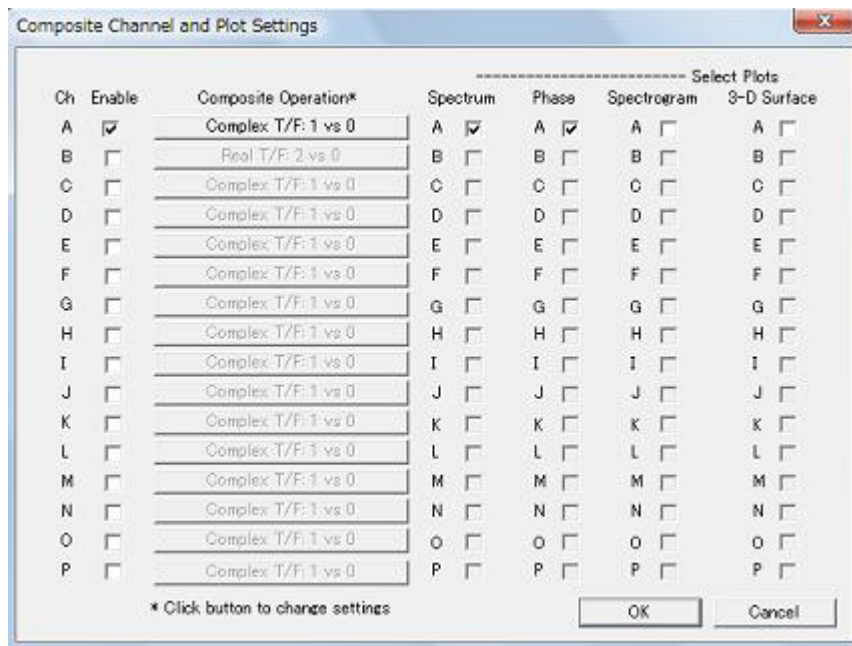 Composite Channel and Plot Settings
Select Plots
Ch Enable Composite Operation* Spectrum Phase Spectrogram 3-D Surface
A Complex T/F: 1 vs 0 A A A A
B Real T/F: 2 vs 0 B B B B
C Complex T/F: 1 vs 0 C C C C
D Complex T/F: 1 vs 0 D D D D
E Complex T/F: 1 vs 0 E E E E
F Complex T/F: 1 vs 0 F F F F
G Complex T/F: 1 vs 0 G G G G
H Complex T/F: 1 vs 0 H H H H
I Complex T/F: 1 vs 0 I I I I
J Complex T/F: 1 vs 0 J J J J
K Complex T/F: 1 vs 0 K K K K
L Complex T/F: 1 vs 0 L L L L
M Complex T/F: 1 vs 0 M M M M
N Complex T/F: 1 vs 0 N N N N
O Complex T/F: 1 vs 0 O O O O
P Complex T/F: 1 vs 0 P P P P
* Click button to change settings
OK Cancel